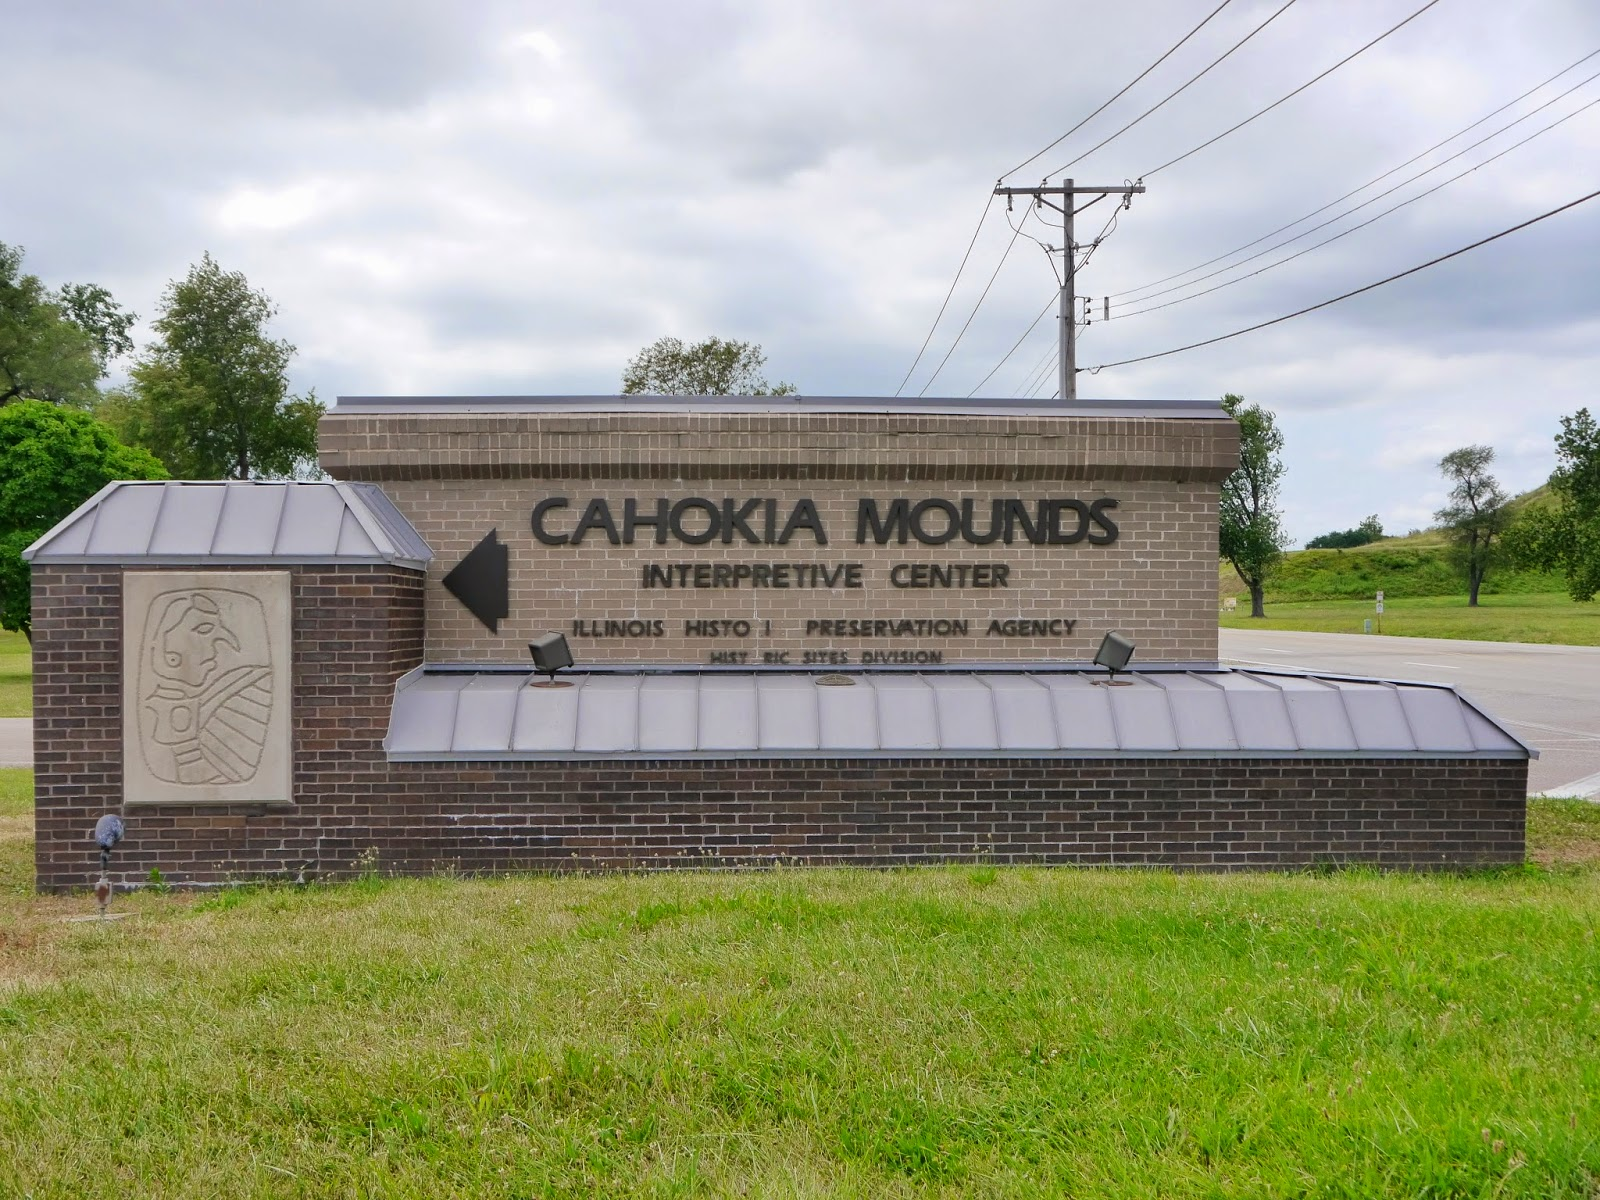 CAHOKIA MOUNDS
INTERPRETIVE CENTER
ILLINOIS HISTO I PRESERVATION AGENCY
HIST RIC SITES DIVISION